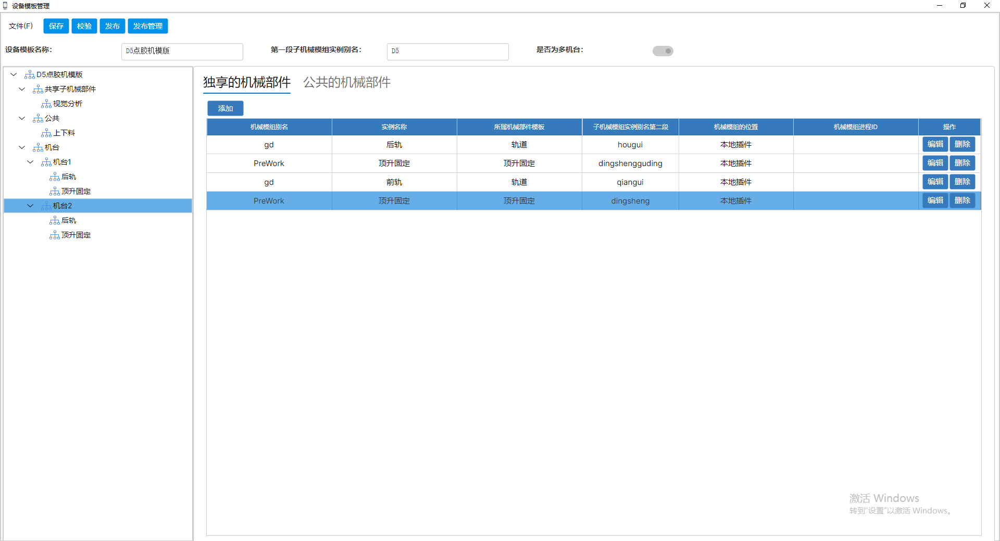 设备模板管理
文件(F) 保存 校验 发布 发布管理
设备模板名称： D5点胶机模版 第一段子机械模组实例别名： D5 是否为多机台：
D5点胶机模版
共享子机械部件
视觉分析
公共
上下料
机台
机台1
后轨
顶升固定
机台2
后轨
顶升固定
独享的机械部件 公共的机械部件
添加
机械模组别名 实例名称 所属机械部件模板 子机械模组实例别名第二段 机械模组的位置 机械模组进程ID 操作
gd 后轨 轨道 hougui 本地插件 编辑 删除
PreWork 顶升固定 顶升固定 dingshengguding 本地插件 编辑 删除
gd 前轨 轨道 qiangui 本地插件 编辑 删除
PreWork 顶升固定 顶升固定 dingsheng 本地插件 编辑 删除
激活 Windows
转到“设置”以激活 Windows。